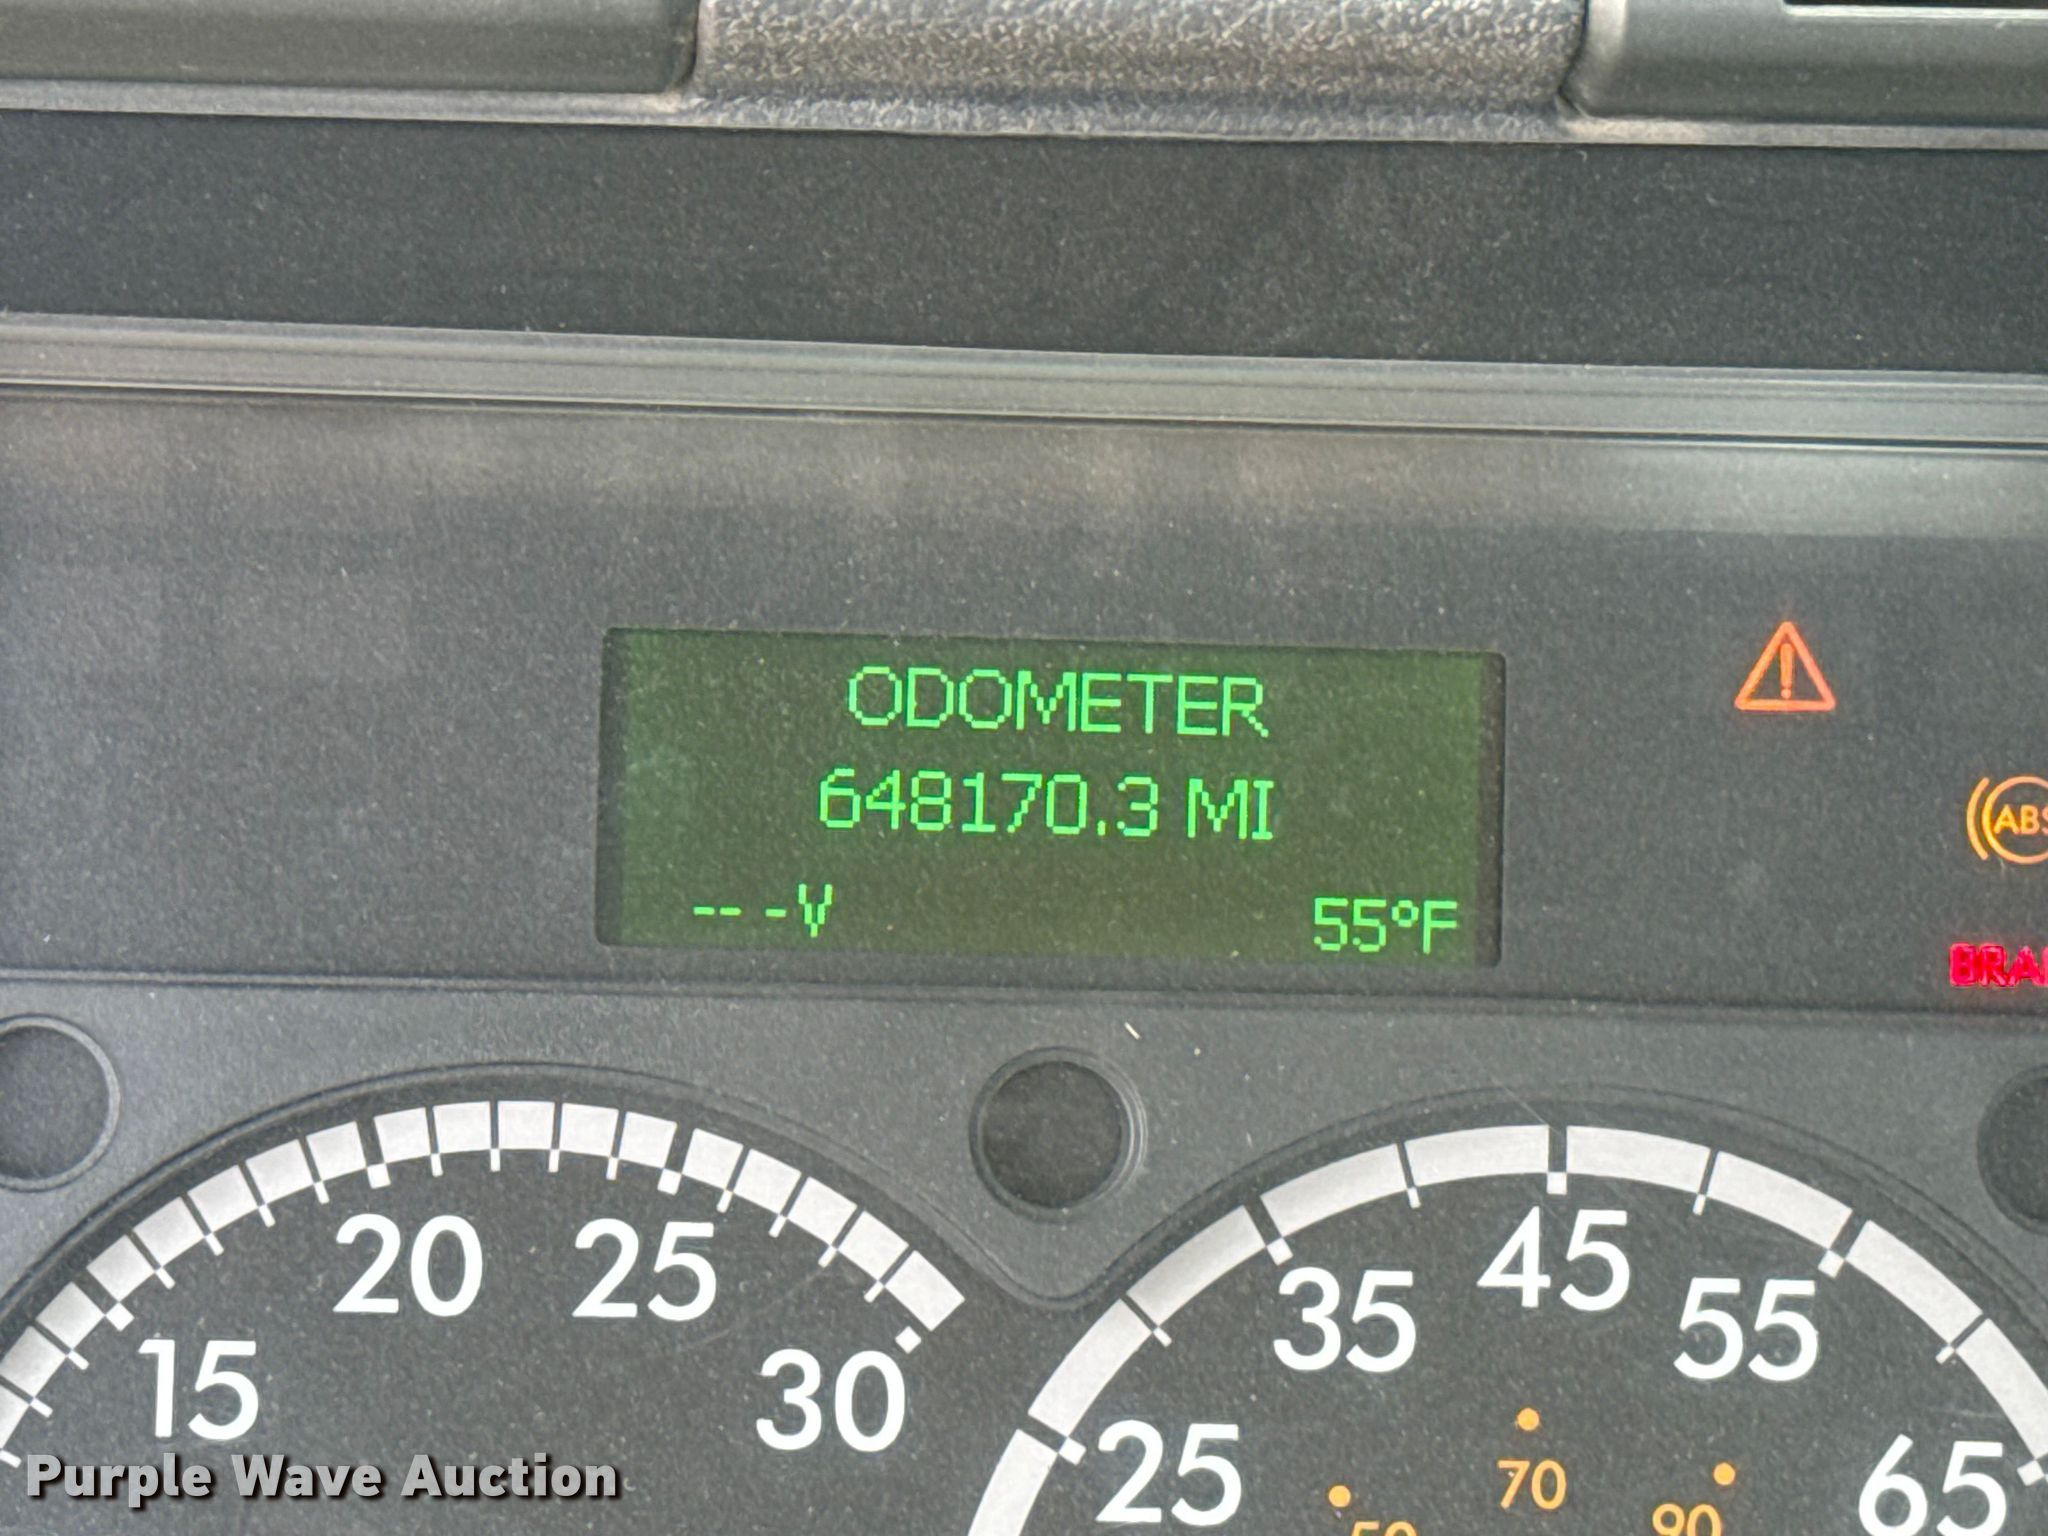 ODOMETER
648170.3 MI
-- -V 55°F
ABS
20 25
15 30
45
35 55
25 65
70
90
Purple Wave Auction